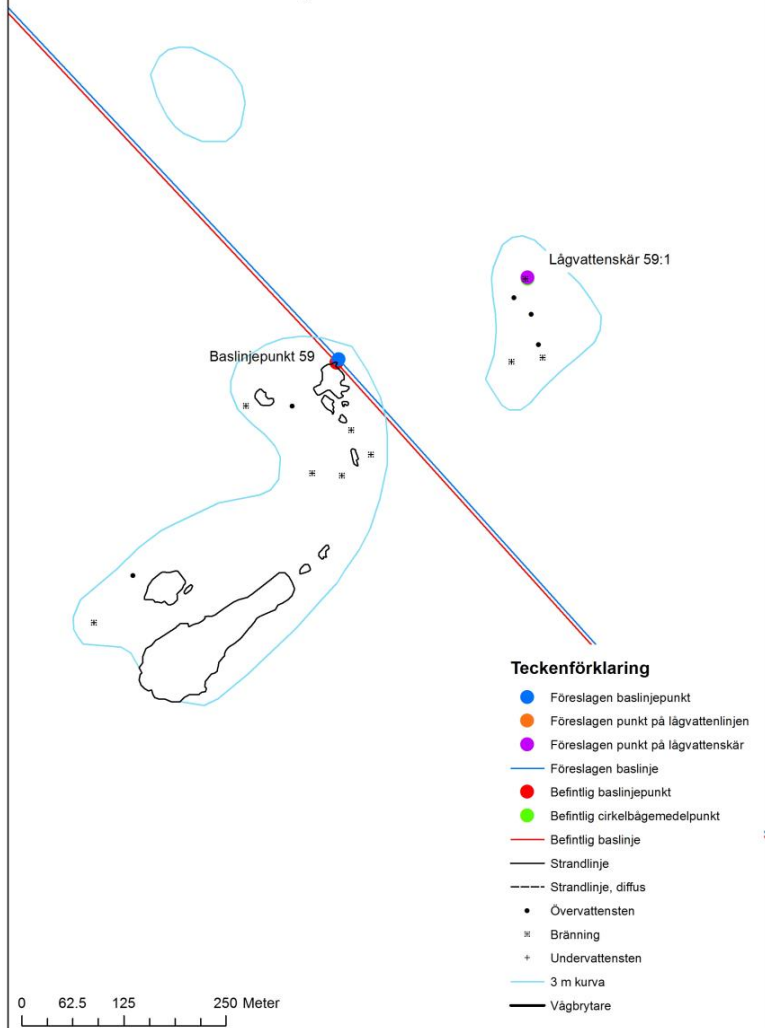 Lågvattenskär 59:1
Baslinjepunkt 59
Teckenförklaring
Föreslagen baslinjepunkt
Föreslagen punkt på lågvattenlinjen
Föreslagen punkt på lågvattenskär
Föreslagen baslinje
Befintlig baslinjepunkt
Befintlig cirkelbågemedelpunkt
Befintlig baslinje
Strandlinje
Strandlinje, diffus
Övervattensten
Bränning
Undervattensten
3 m kurva
Vågbrytare
0 62.5 125 250 Meter